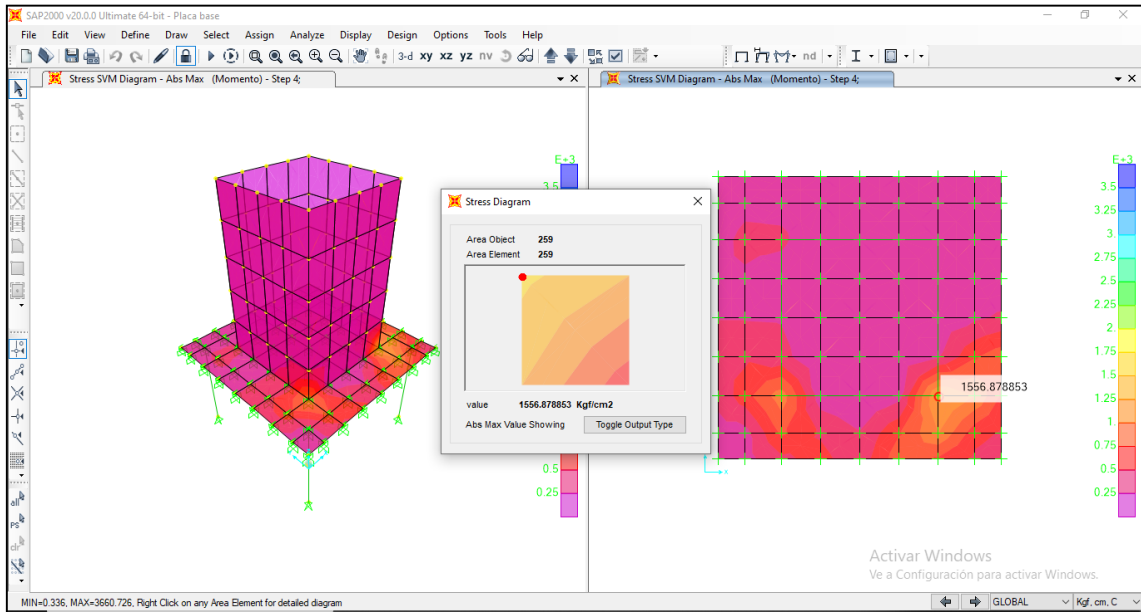 SAP2000 v20.0.0 Ultimate 64-bit - Placa base
File Edit View Define Draw Select Assign Analyze Display Design Options Tools Help
3-d xy xz yz nv
nd
Stress SVM Diagram - Abs Max (Momento) - Step 4;
Stress SVM Diagram - Abs Max (Momento) - Step 4;
all
PS
clr
E+3
3.5
0.5
0.25
Stress Diagram
Area Object 259
Area Element 259
value 1556.878853 Kgf/cm2
Abs Max Value Showing Toggle Output Type
1556.878853
E+3
3.5
3.25
3.
2.75
2.5
2.25
2.
1.75
1.5
1.25
1.
0.75
0.5
0.25
Activar Windows
Ve a Configuración para activar Windows.
MIN=0.336, MAX=3660.726, Right Click on any Area Element for detailed diagram
GLOBAL
Kgf, cm, C